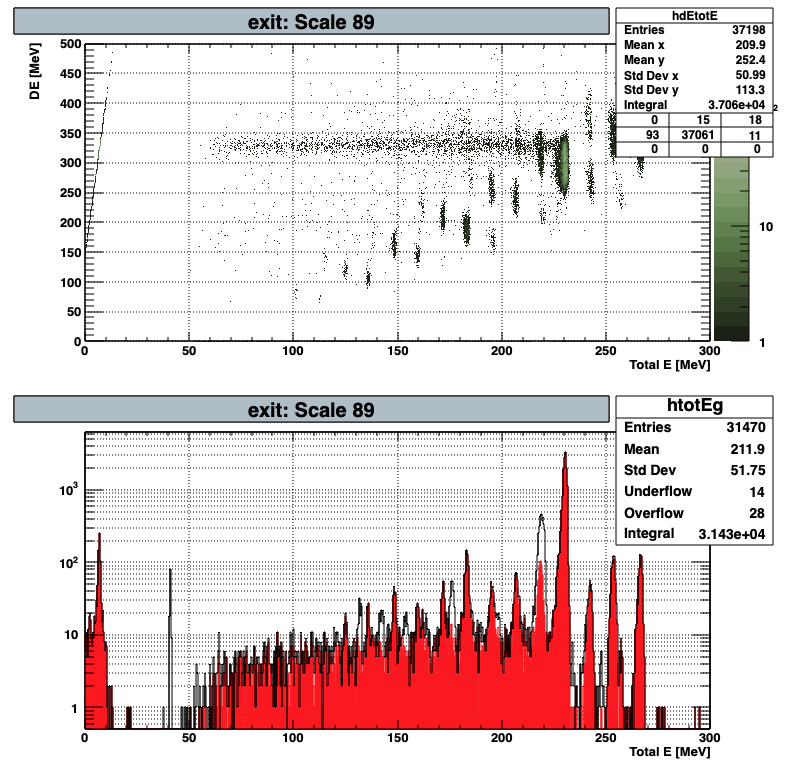 exit: Scale 89
hdEtotE
Entries 37198
Mean x 209.9
Mean y 252.4
Std Dev x 50.99
Std Dev y 113.3
Integral 3.706e+04
0 15 18
93 37061 11
0 0 0
DE [MeV]
500
450
400
350
300
250
200
150
100
50
0
0 50 100 150 200 250 300
Total E [MeV]
2
10
1
exit: Scale 89
htotEg
Entries 31470
Mean 211.9
Std Dev 51.75
Underflow 14
Overflow 28
Integral 3.143e+04
10³
10²
10
1
0 50 100 150 200 250 300
Total E [MeV]